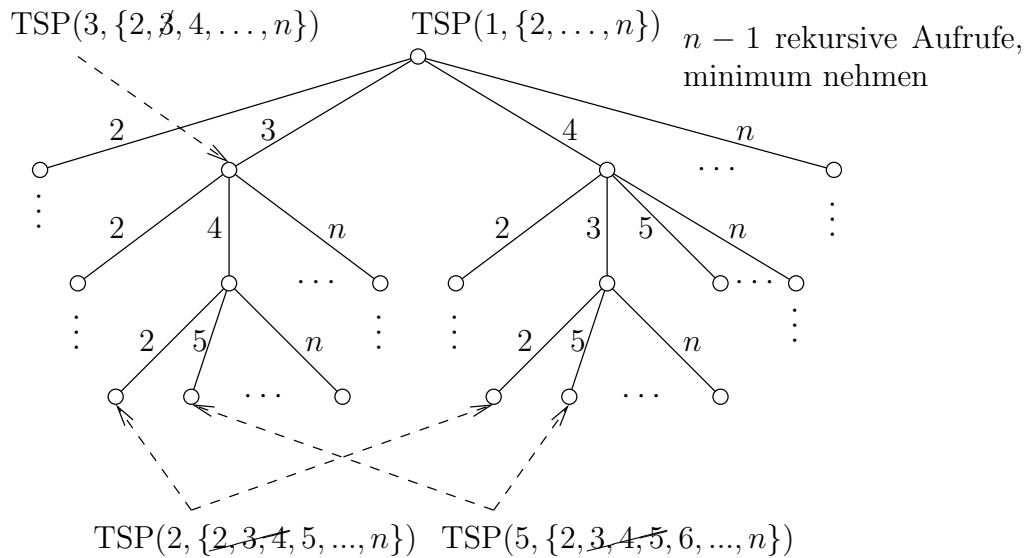 TSP(3, {2, 3, 4, . . . , n})
TSP(1, {2, . . . , n})
n − 1 rekursive Aufrufe,
minimum nehmen
2
3
4
n
. . .
2
4
n
2
3
5
n
. . .
. . .
2
5
n
2
5
n
. . .
. . .
TSP(2, {2, 3, 4, 5, ..., n})
TSP(5, {2, 3, 4, 5, 6, ..., n})